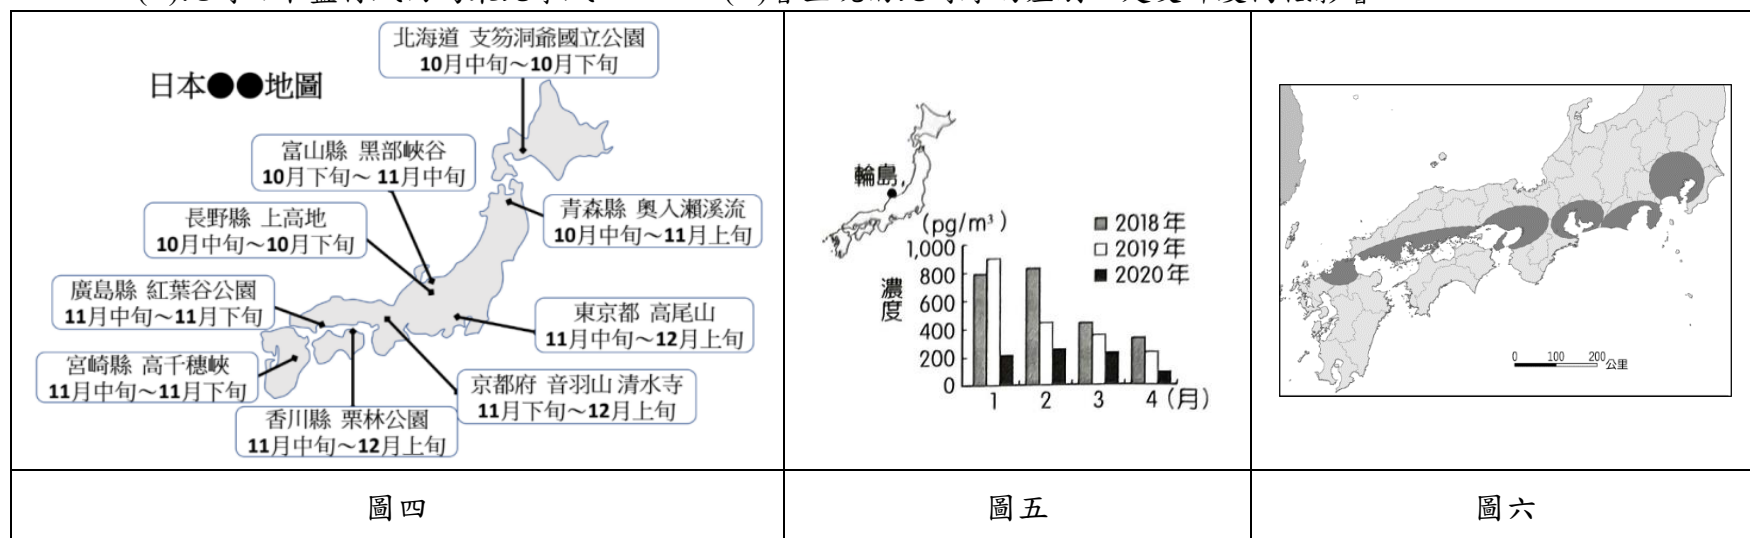 日本●●地圖
北海道 支笏洞爺國立公園
10月中旬～10月下旬
富山縣 黑部峽谷
10月下旬～ 11月中旬
長野縣 上高地
10月中旬～10月下旬
青森縣 奧入瀨溪流
10月中旬～11月上旬
廣島縣 紅葉谷公園
11月中旬～11月下旬
東京都 高尾山
11月中旬～12月上旬
宮崎縣 高千穗峽
11月中旬～11月下旬
京都府 音羽山 清水寺
11月下旬～12月上旬
香川縣 栗林公園
11月中旬～12月上旬
圖四
輪島
(pg/m³)
濃度
1,000
800
600
400
200
0
1 2 3 4 (月)
2018年
2019年
2020年
圖五
0 100 200 公里
圖六